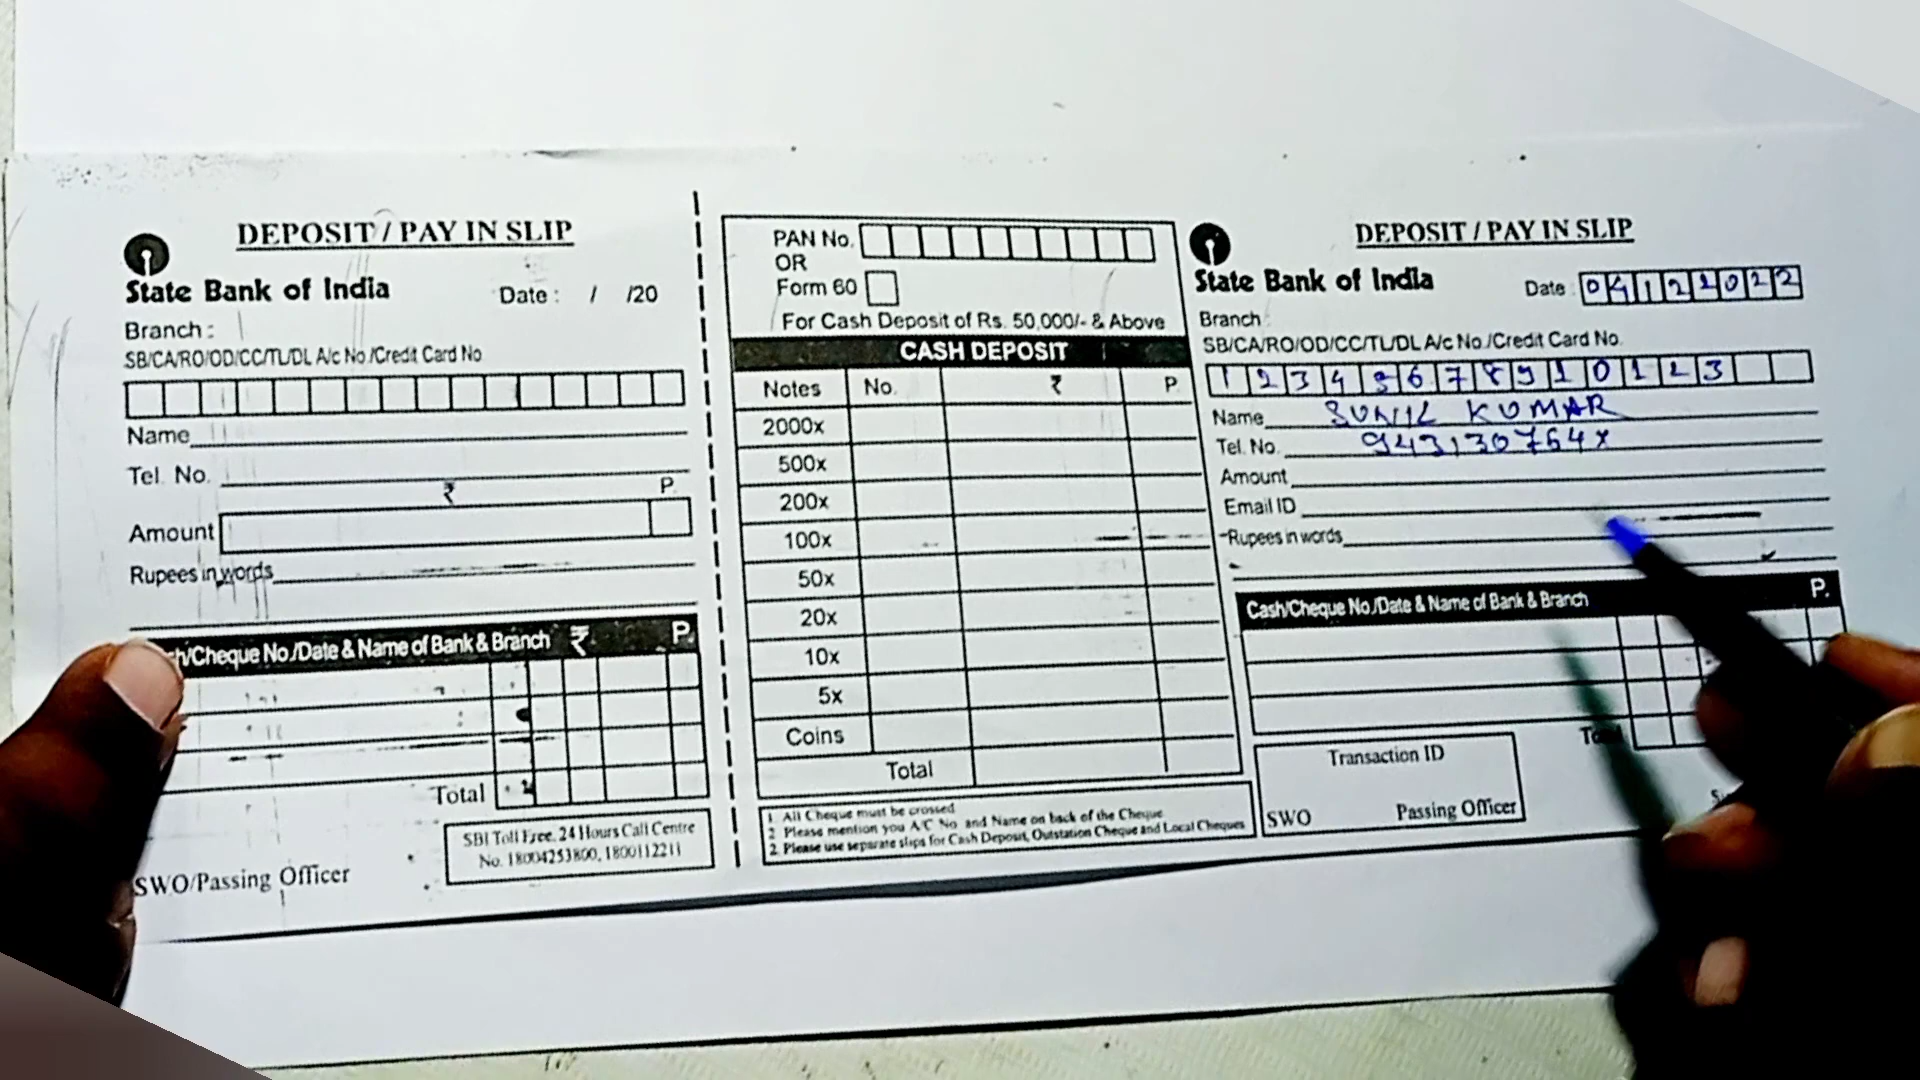 DEPOSIT / PAY IN SLIP
State Bank of India
Date : / /20
Branch :
SB/CA/RO/OD/CC/TL/DL A/c No./Credit Card No
Name
Tel. No.
₹ P.
Amount
Rupees in words
h/Cheque No./Date & Name of Bank & Branch ₹ P.
Total
SBI Toll Free. 24 Hours Call Centre
No. 18004253800, 1800112211
SWO/Passing Officer
PAN No.
OR
Form 60
For Cash Deposit of Rs. 50,000/- & Above
CASH DEPOSIT
Notes No. ₹ P.
2000x
500x
200x
100x
50x
20x
10x
5x
Coins
Total
1. All Cheque must be crossed
2. Please mention you A/C No. and Name on back of the Cheque
2. Please use separate slips for Cash Deposit, Outstation Cheque and Local Cheques
DEPOSIT / PAY IN SLIP
State Bank of India
Date : 04122022
Branch :
SB/CA/RO/OD/CC/TL/DL A/c No./Credit Card No.
12345678910123
Name SUNIL KUMAR
Tel. No. 943130764x
Amount
Email ID
Rupees in words
Cash/Cheque No./Date & Name of Bank & Branch P.
Total
Transaction ID
SWO Passing Officer